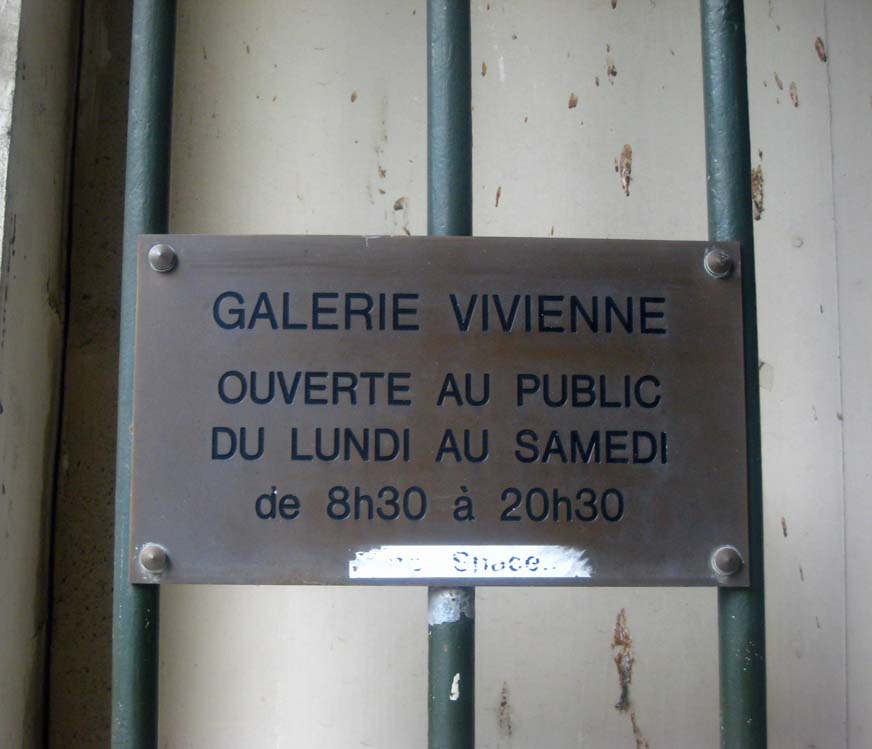 GALERIE VIVIENNE
OUVERTE AU PUBLIC
DU LUNDI AU SAMEDI
de 8h30 à 20h30